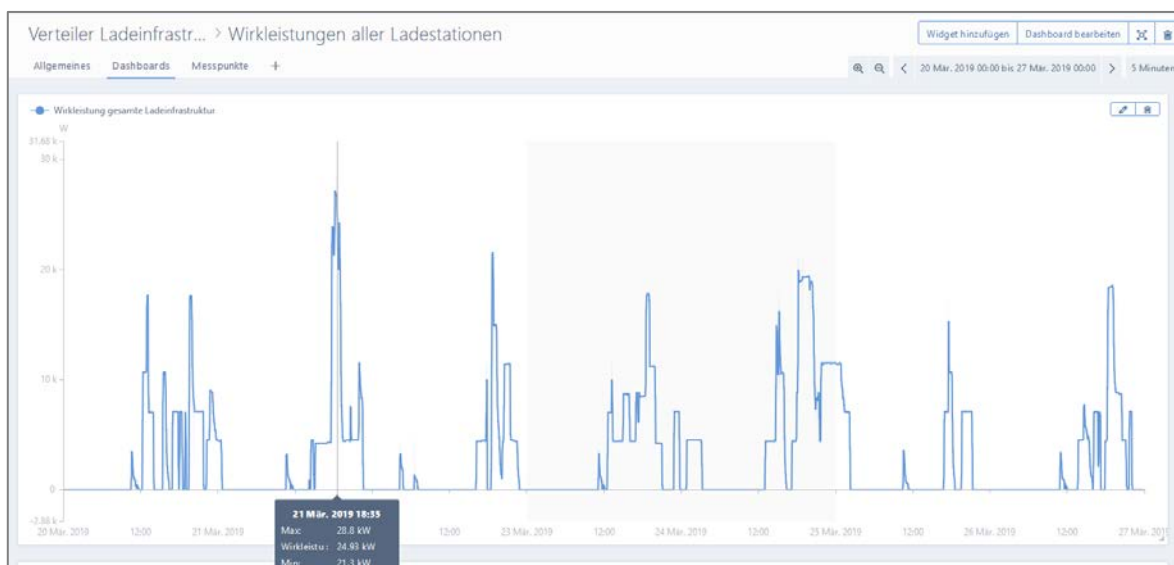 Verteiler Ladeinfrastr... > Wirkleistungen aller Ladestationen
Widget hinzufügen
Dashboard bearbeiten
Allgemeines
Dashboards
Messpunkte
+
20 Mär. 2019 00:00 bis 27 Mär. 2019 00:00
5 Minuten
Wirkleistung gesamte Ladeinfrastruktur
W
31.68 k
30 k
20 k
10 k
0
-2.88 k
20 Mär. 2019
12:00
21 Mär. 2019
12:00
23 Mär. 2019
12:00
24 Mär. 2019
12:00
25 Mär. 2019
12:00
26 Mär. 2019
12:00
27 Mär. 2019
21 Mär. 2019 18:35
Max: 28.8 kW
Wirkleistu: 24.93 kW
Min: 21.3 kW